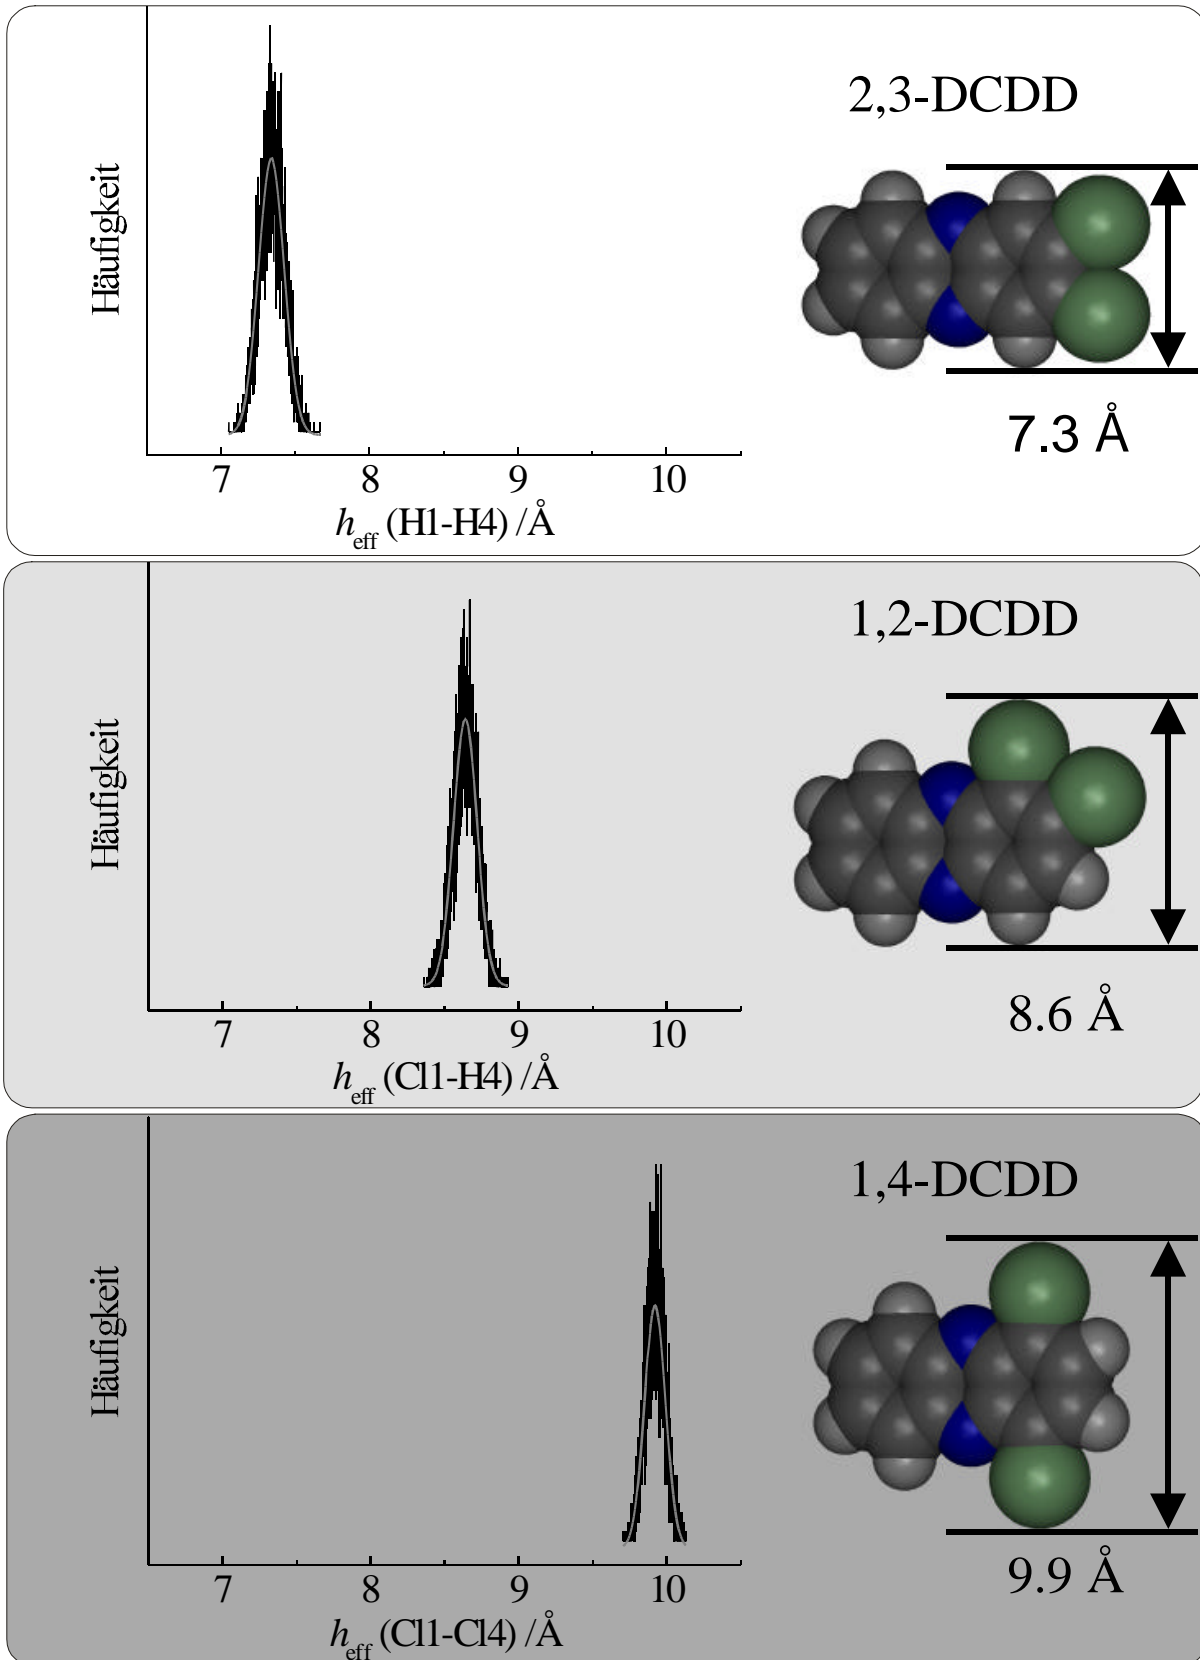 2,3-DCDD
Häufigkeit
7.3 Å
7 8 9 10
heff (H1-H4) /Å
1,2-DCDD
Häufigkeit
8.6 Å
7 8 9 10
heff (Cl1-H4) /Å
1,4-DCDD
Häufigkeit
9.9 Å
7 8 9 10
heff (Cl1-Cl4) /Å